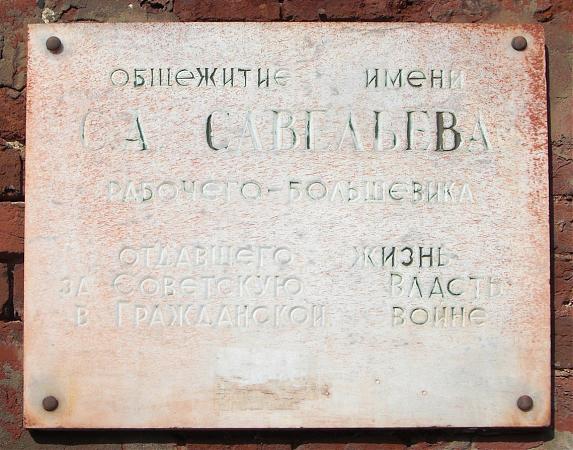 ОБЩЕЖИТИЕ ИМЕНИ
С.А. САВЕЛЬЕВА
РАБОЧЕГО-БОЛЬШЕВИКА
ОТДАВШЕГО ЖИЗНЬ
ЗА СОВЕТСКУЮ ВЛАСТЬ
В ГРАЖДАНСКОЙ ВОЙНЕ